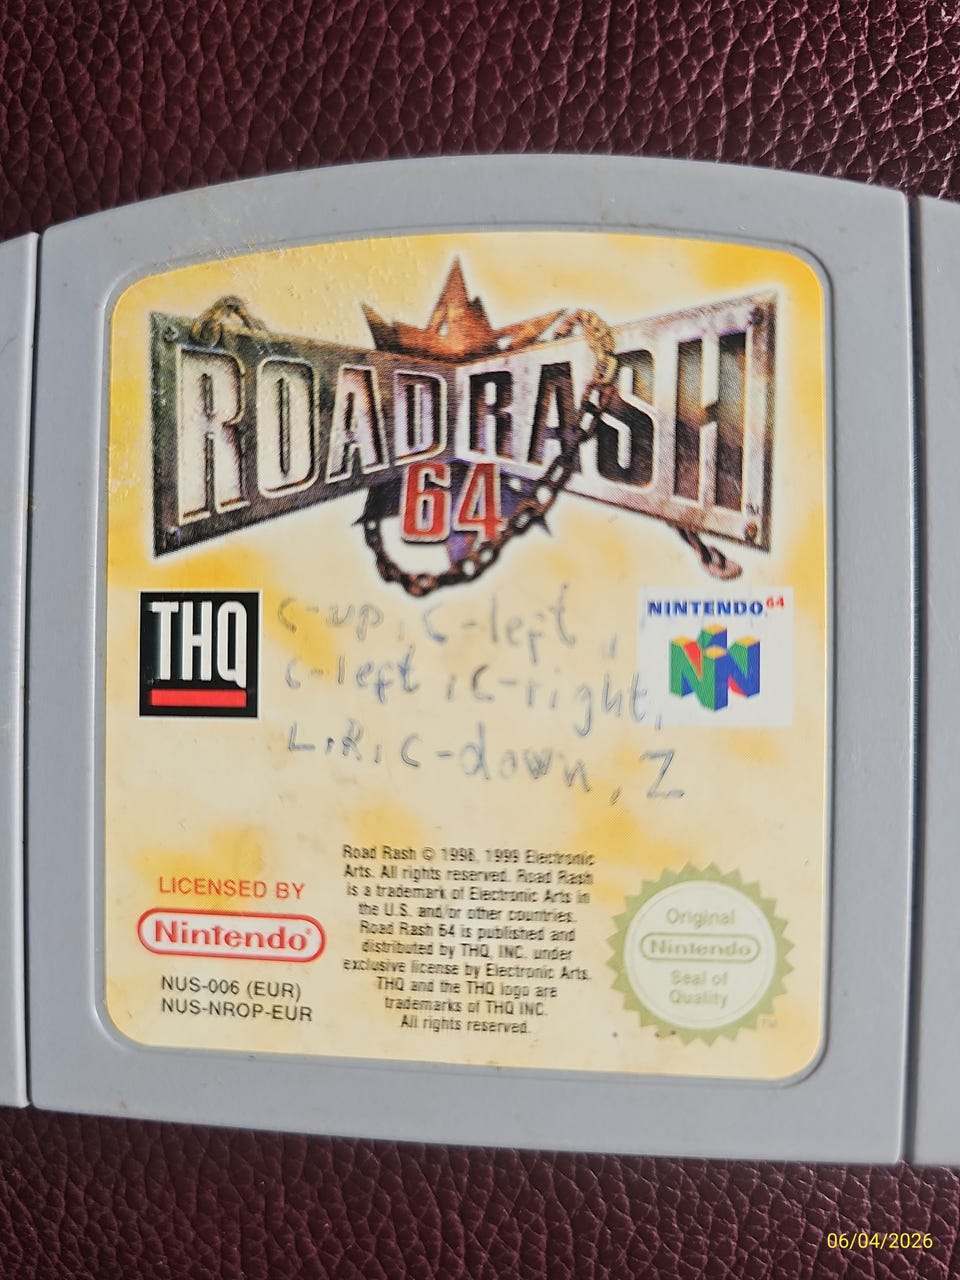 ROAD RASH
64
™
THQ
NINTENDO64
C-up, C-left,
C-left, C-right,
L, R, C-down, Z
Road Rash © 1998, 1999 Electronic
Arts. All rights reserved. Road Rash
is a trademark of Electronic Arts in
the U.S. and/or other countries.
Road Rash 64 is published and
distributed by THQ, INC. under
exclusive license by Electronic Arts.
THQ and the THQ logo are
trademarks of THQ INC.
All rights reserved.
LICENSED BY
Nintendo®
NUS-006 (EUR)
NUS-NROP-EUR
Original
Nintendo
Seal of
Quality
TM
06/04/2026